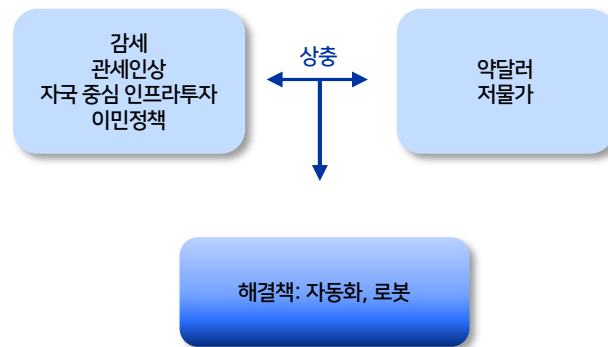 감세
관세인상
자국 중심 인프라투자
이민정책
상충
약달러
저물가
해결책: 자동화, 로봇